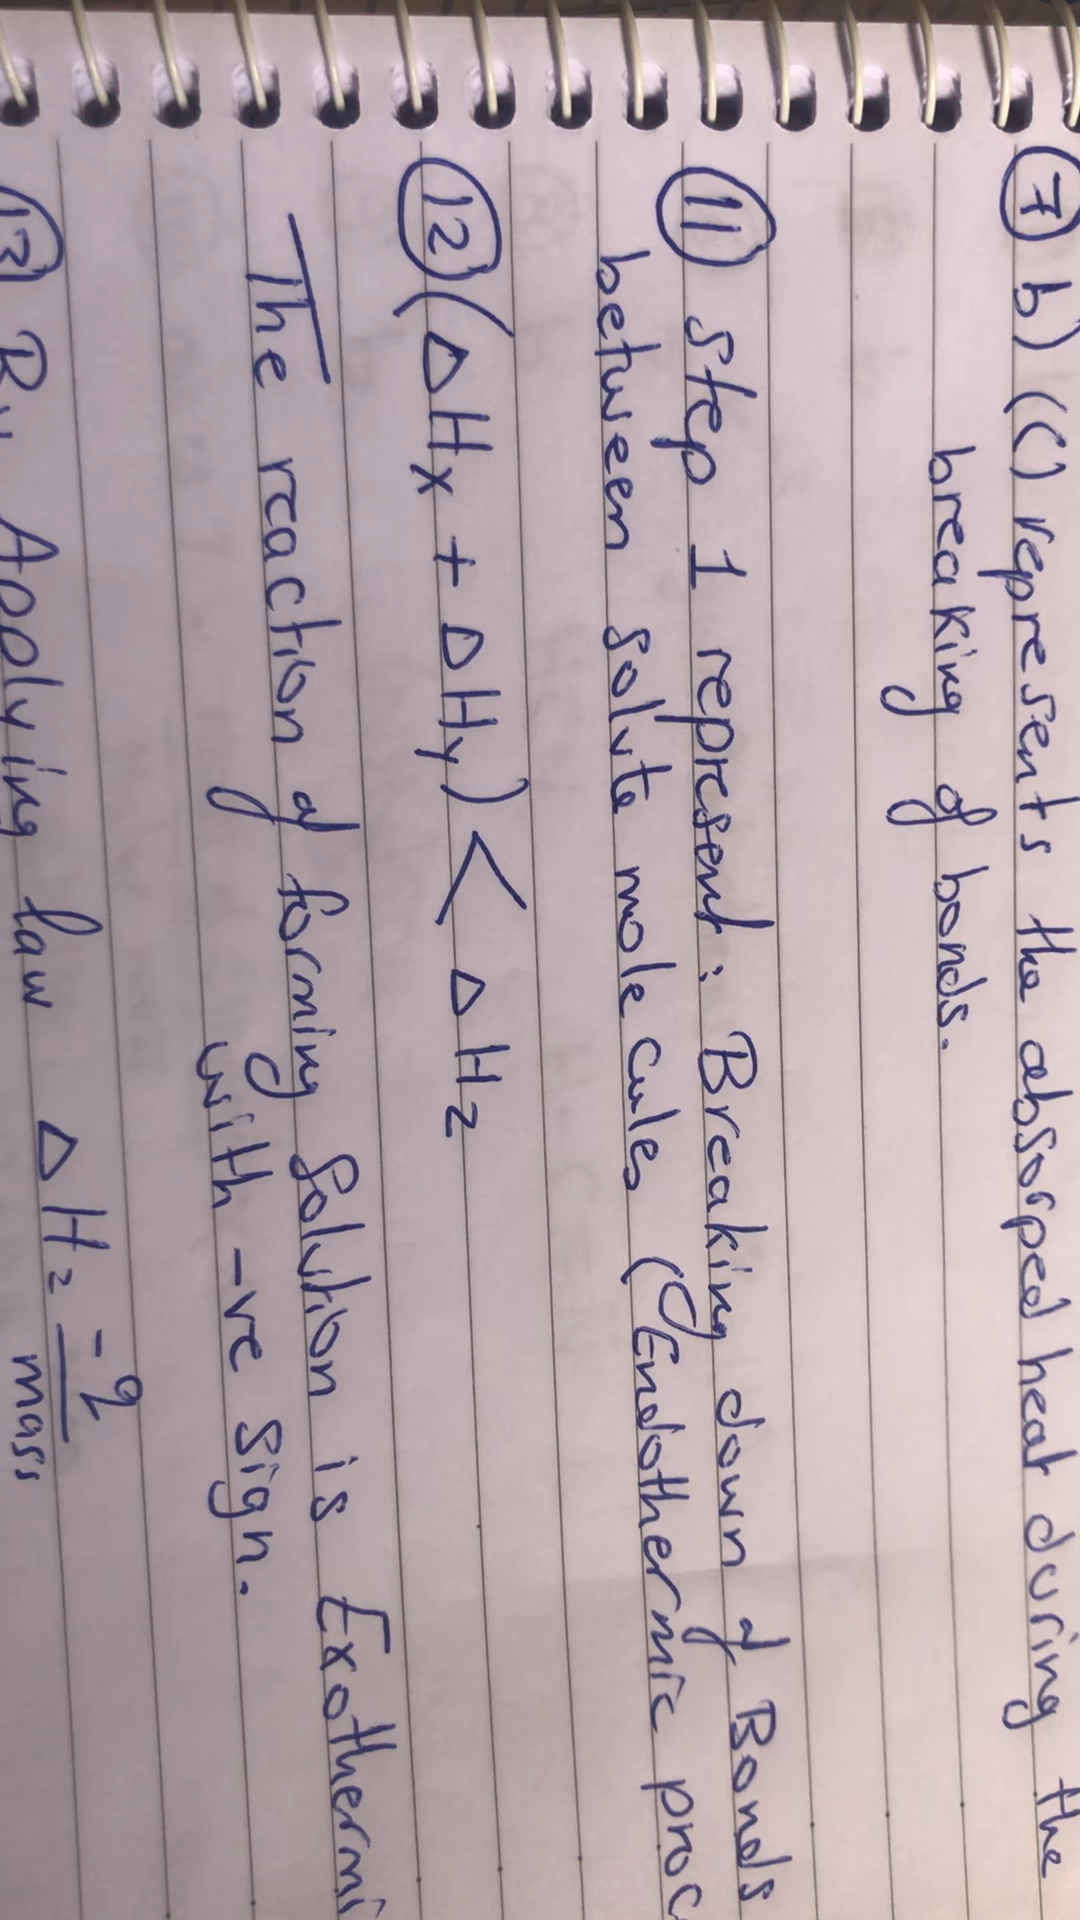 7 b) (C) represents the absorped heat during the
breaking of bonds.
11 step 1 represent: Breaking down of Bonds
between solute molecules (Endothermic proc
12 (ΔHx + ΔHy) < ΔHz
The reaction of forming Solution is Exothermi
with -ve sign.
13 By Applying law ΔH = -q
mass